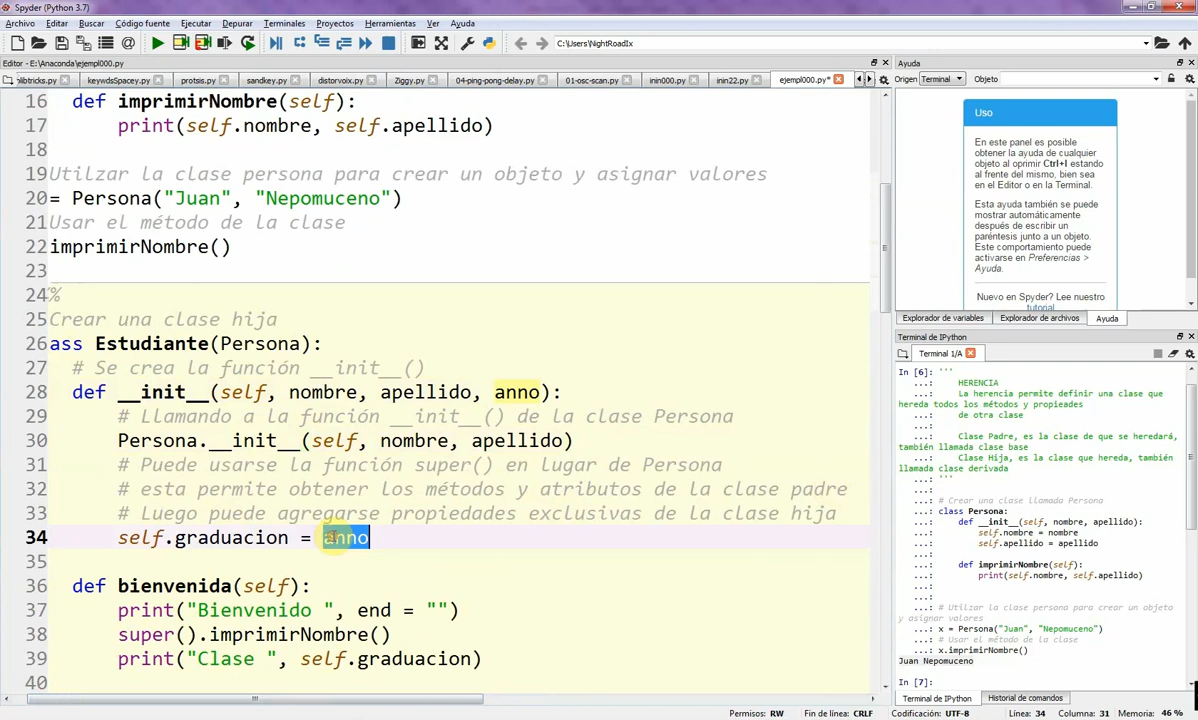 Spyder (Python 3.7)
Archivo Editar Buscar Código fuente Ejecutar Depurar Terminales Proyectos Herramientas Ver Ayuda
C:\Users\NightRoadIx
Editor - E:\Anaconda\ejempl000.py
nlibtricks.py keywdsSpacey.py protsis.py sandkey.py distorvoix.py Ziggy.py 04-ping-pong-delay.py 01-osc-scan.py inin000.py inin22.py ejempl000.py*
16 def imprimirNombre(self):
17 print(self.nombre, self.apellido)
18
19 Utilzar la clase persona para crear un objeto y asignar valores
20 = Persona("Juan", "Nepomuceno")
21 Usar el método de la clase
22 imprimirNombre()
23
24 %
25 Crear una clase hija
26 ass Estudiante(Persona):
27 # Se crea la función __init__()
28 def __init__(self, nombre, apellido, anno):
29 # Llamando a la función __init__() de la clase Persona
30 Persona.__init__(self, nombre, apellido)
31 # Puede usarse la función super() en lugar de Persona
32 # esta permite obtener los métodos y atributos de la clase padre
33 # Luego puede agregarse propiedades exclusivas de la clase hija
34 self.graduacion = anno
35
36 def bienvenida(self):
37 print("Bienvenido ", end = "")
38 super().imprimirNombre()
39 print("Clase ", self.graduacion)
40
Ayuda
Origen Terminal Objeto
Uso
En este panel es posible
obtener la ayuda de cualquier
objeto al oprimir Ctrl+I estando
al frente del mismo, bien sea
en el Editor o en la Terminal.
Esta ayuda también se puede
mostrar automáticamente
después de escribir un
paréntesis junto a un objeto.
Este comportamiento puede
activarse en Preferencias >
Ayuda.
Nuevo en Spyder? Lee nuestro
tutorial
Explorador de variables Explorador de archivos Ayuda
Terminal de IPython
Terminal 1/A
In [6]: '''
...: HERENCIA
...: La herencia permite definir una clase que
hereda todos los métodos y propieades
...: de otra clase
...:
...: Clase Padre, es la clase de que se heredará,
también llamada clase base
...: Clase Hija, es la clase que hereda, también
llamada clase derivada
...: '''
...:
...: # Crear una clase llamada Persona
...: class Persona:
...: def __init__(self, nombre, apellido):
...: self.nombre = nombre
...: self.apellido = apellido
...:
...: def imprimirNombre(self):
...: print(self.nombre, self.apellido)
...:
...:
...: # Utilzar la clase persona para crear un objeto
y asignar valores
...: x = Persona("Juan", "Nepomuceno")
...: # Usar el método de la clase
...: x.imprimirNombre()
Juan Nepomuceno
In [7]:
Terminal de IPython Historial de comandos
Permisos: RW Fin de línea: CRLF Codificación: UTF-8 Línea: 34 Columna: 31 Memoria: 46 %